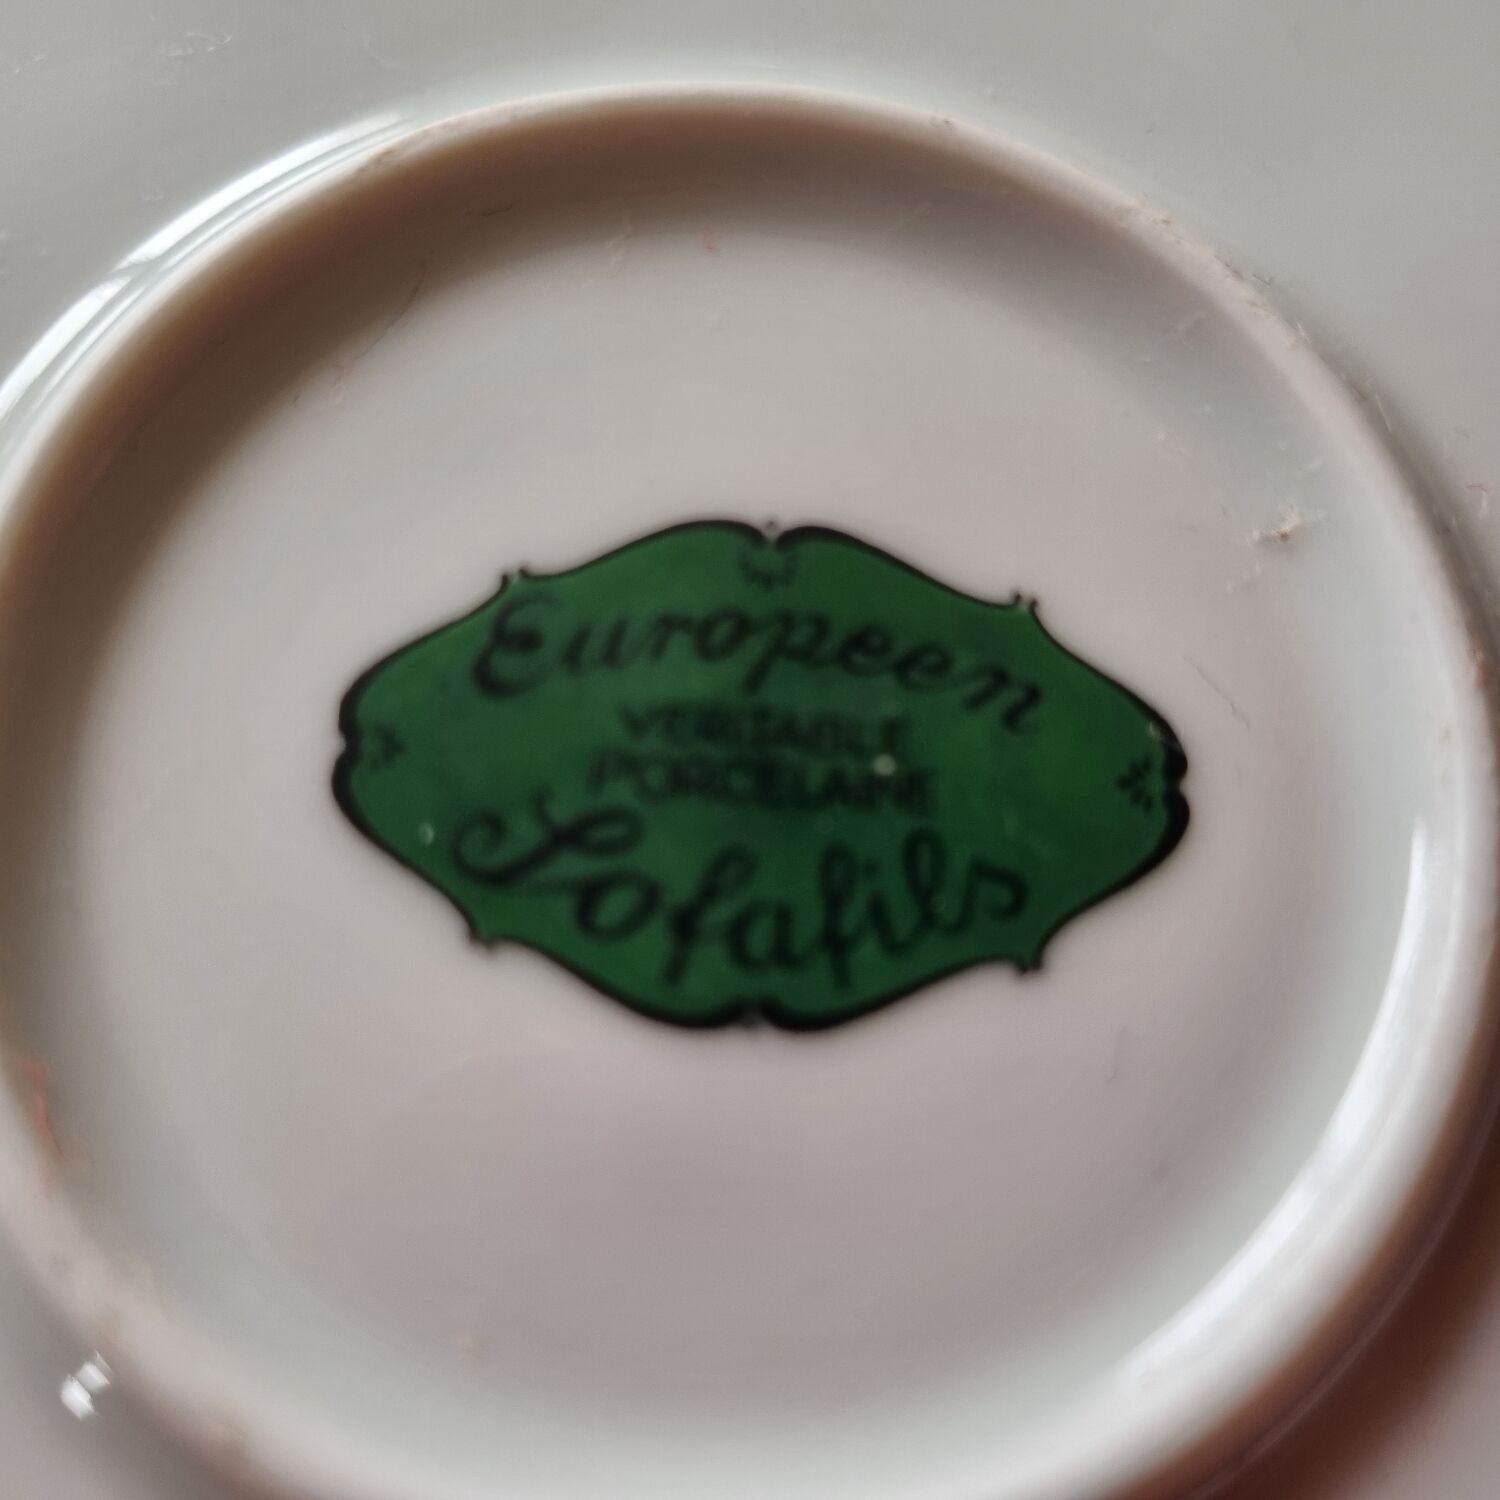 Europeen
VERITABLE
PORCELAINE
Sofafils